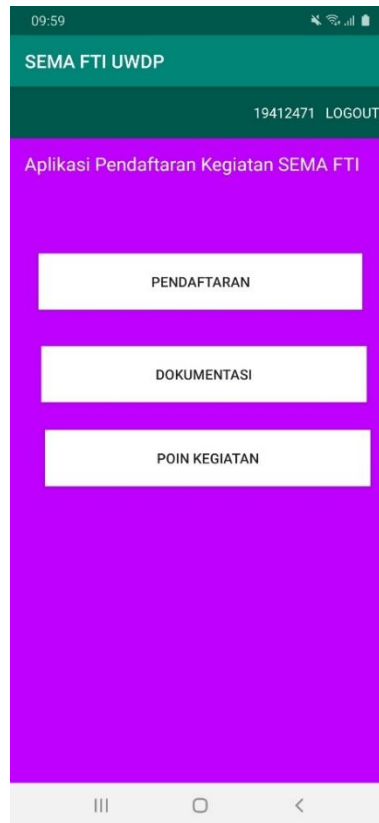 09:59
SEMA FTI UWDP
19412471 LOGOUT
Aplikasi Pendaftaran Kegiatan SEMA FTI
PENDAFTARAN
DOKUMENTASI
POIN KEGIATAN